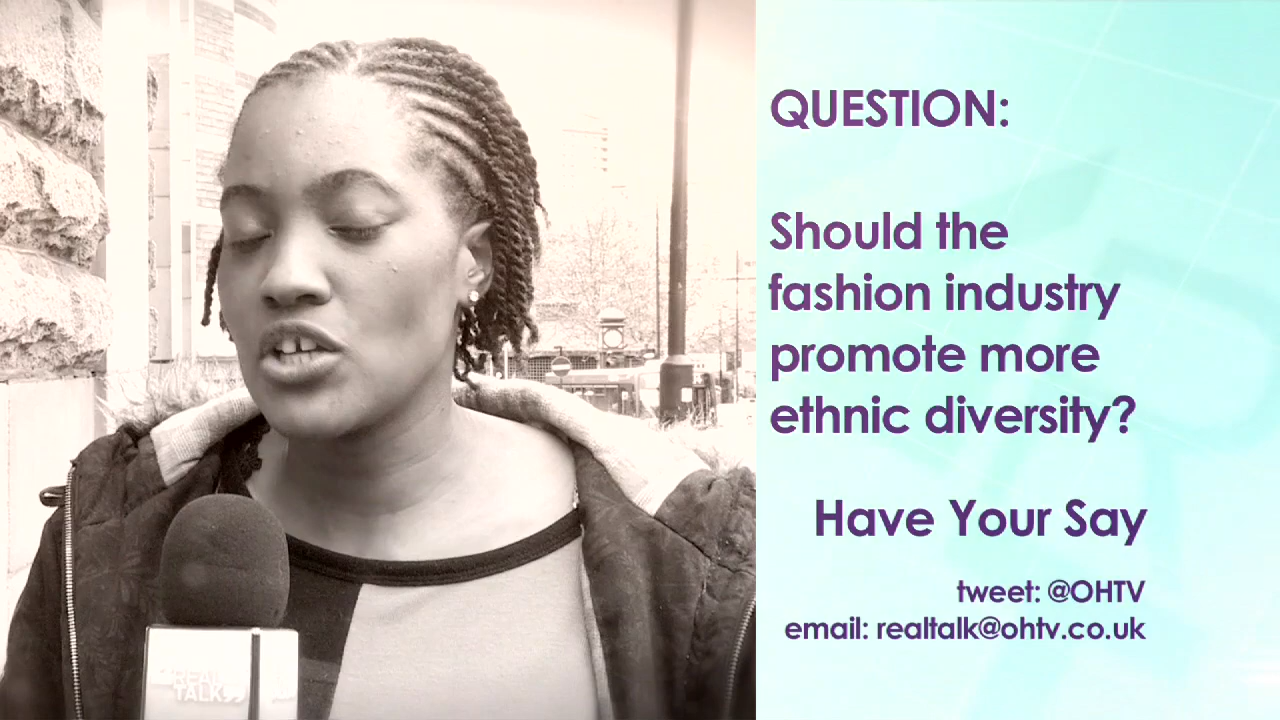 QUESTION:
Should the
fashion industry
promote more
ethnic diversity?
Have Your Say
tweet: @OHTV
email: realtalk@ohtv.co.uk
“REAL
TALK”